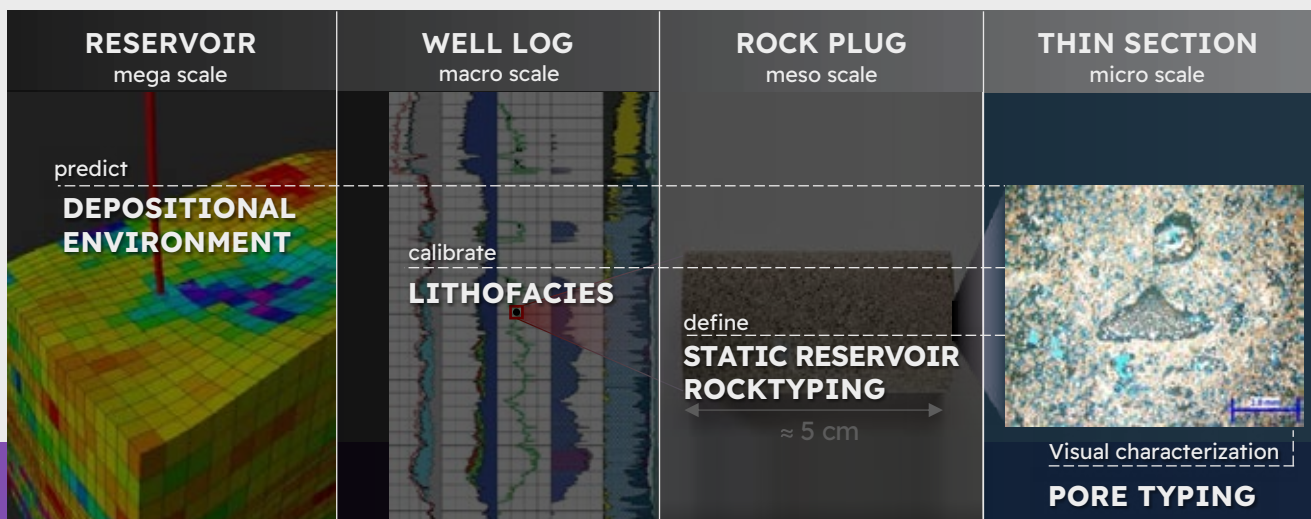 RESERVOIR
mega scale
WELL LOG
macro scale
ROCK PLUG
meso scale
THIN SECTION
micro scale
predict
DEPOSITIONAL
ENVIRONMENT
calibrate
LITHOFACIES
define
STATIC RESERVOIR
ROCKTYPING
≈ 5 cm
Visual characterization
PORE TYPING